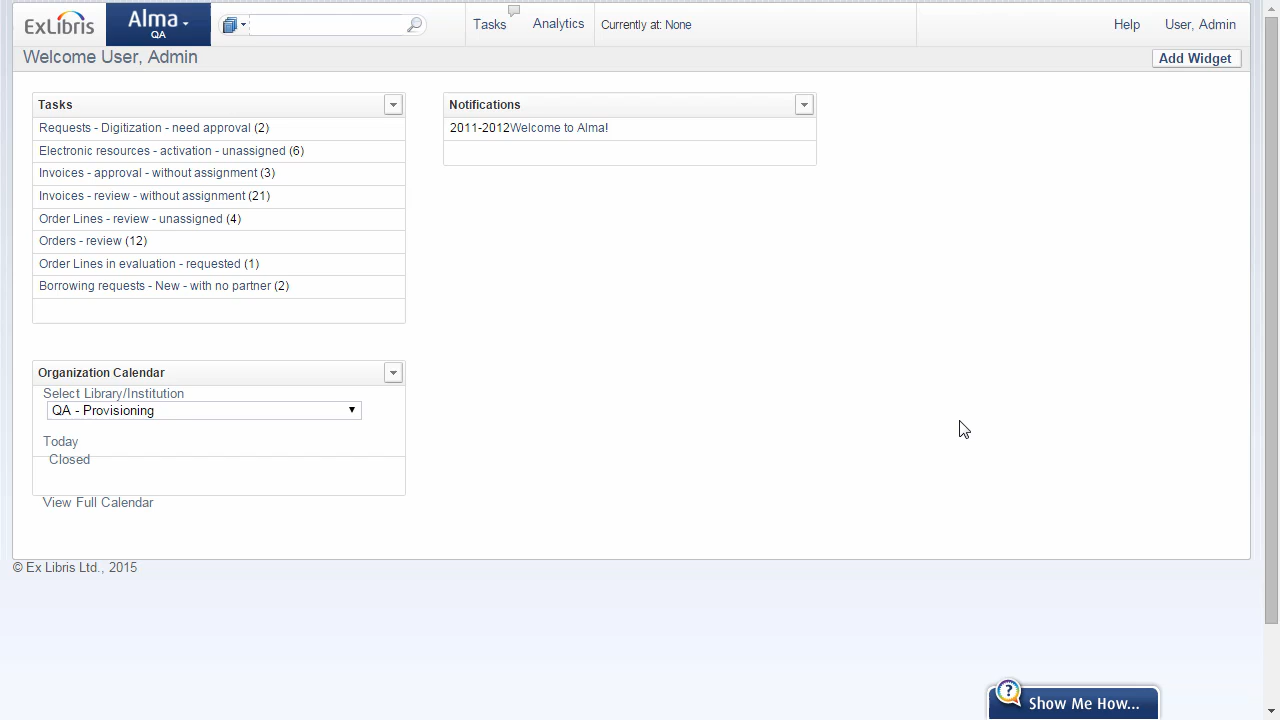 ExLibris Alma QA Tasks Analytics Currently at: None Help User, Admin
Welcome User, Admin Add Widget
Tasks
Requests - Digitization - need approval (2)
Electronic resources - activation - unassigned (6)
Invoices - approval - without assignment (3)
Invoices - review - without assignment (21)
Order Lines - review - unassigned (4)
Orders - review (12)
Order Lines in evaluation - requested (1)
Borrowing requests - New - with no partner (2)
Notifications
2011-2012Welcome to Alma!
Organization Calendar
Select Library/Institution
QA - Provisioning
Today
Closed
View Full Calendar
© Ex Libris Ltd., 2015
? Show Me How...